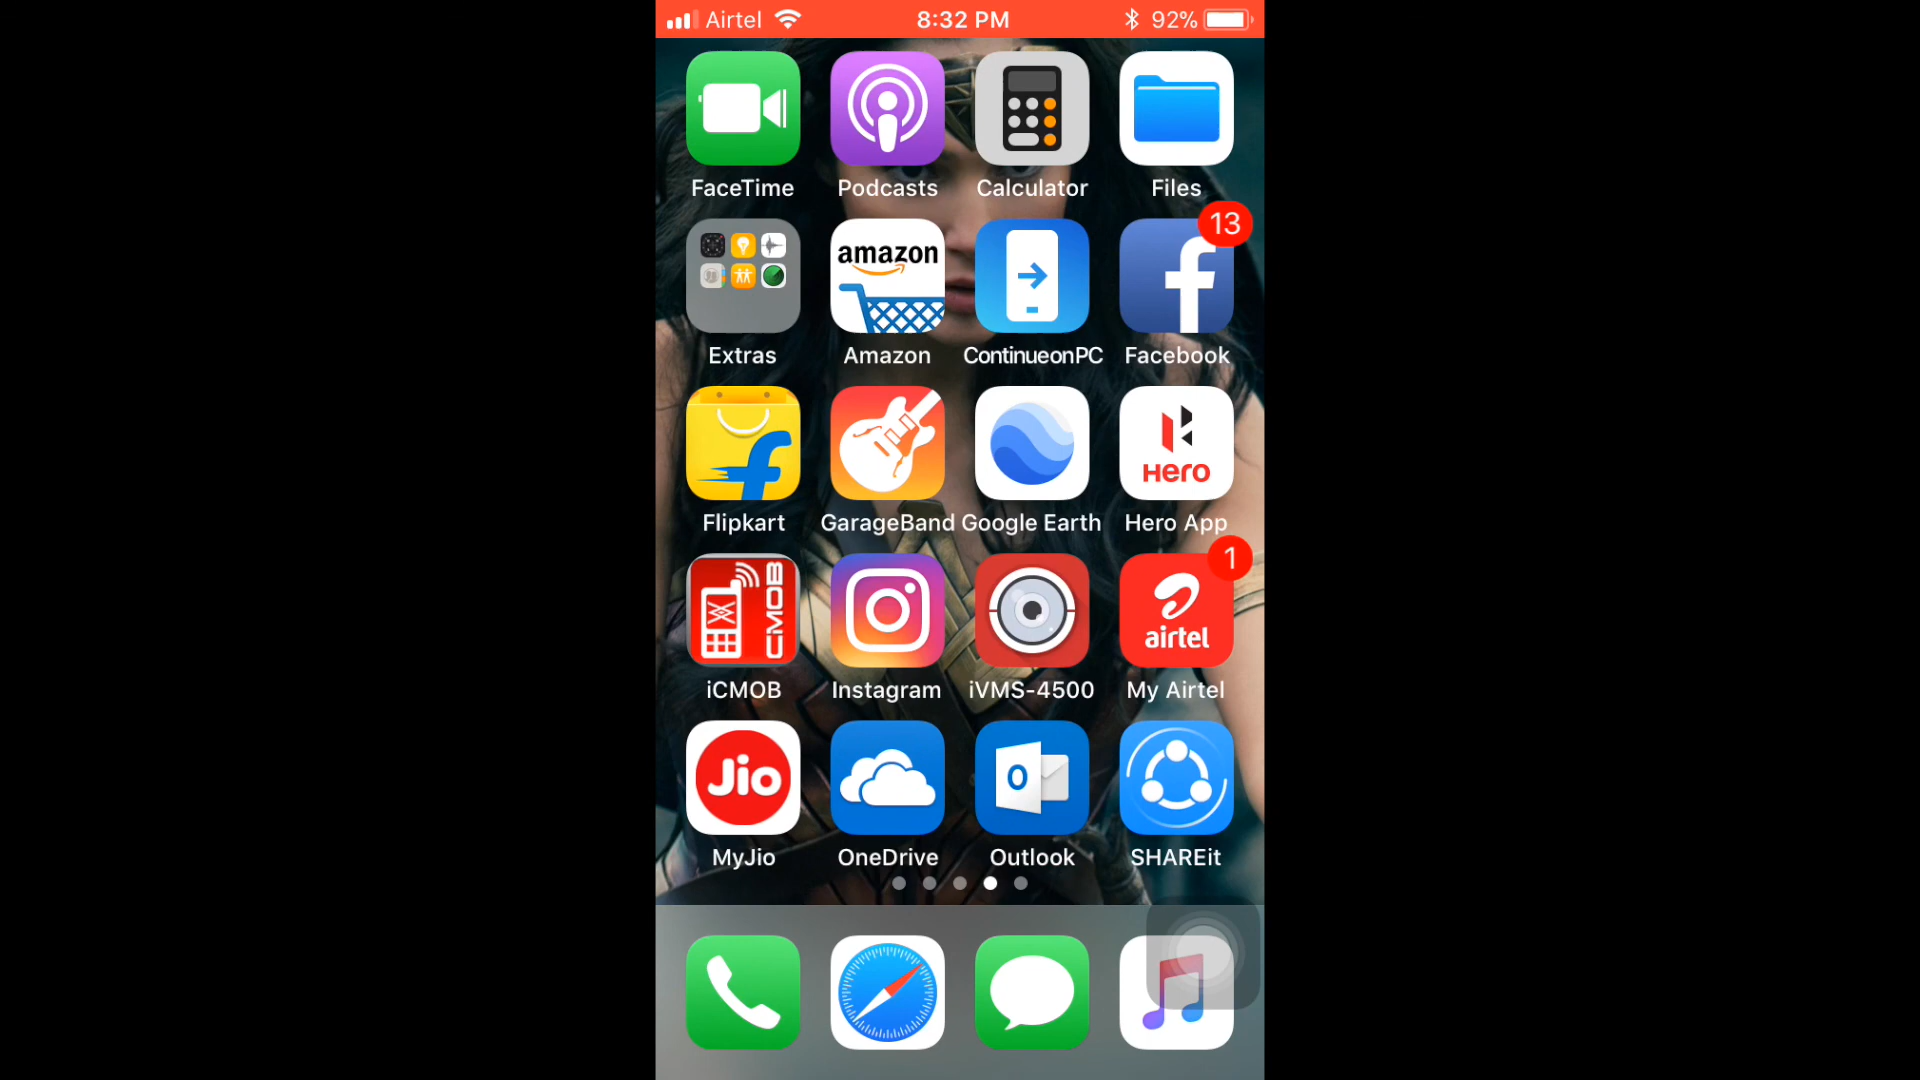 Airtel 8:32 PM 92%
FaceTime Podcasts Calculator Files
13
amazon
Extras Amazon ContinueonPC Facebook
Hero
Flipkart GarageBand Google Earth Hero App
1
CMOB
airtel
iCMOB Instagram iVMS-4500 My Airtel
Jio
O
MyJio OneDrive Outlook SHAREit